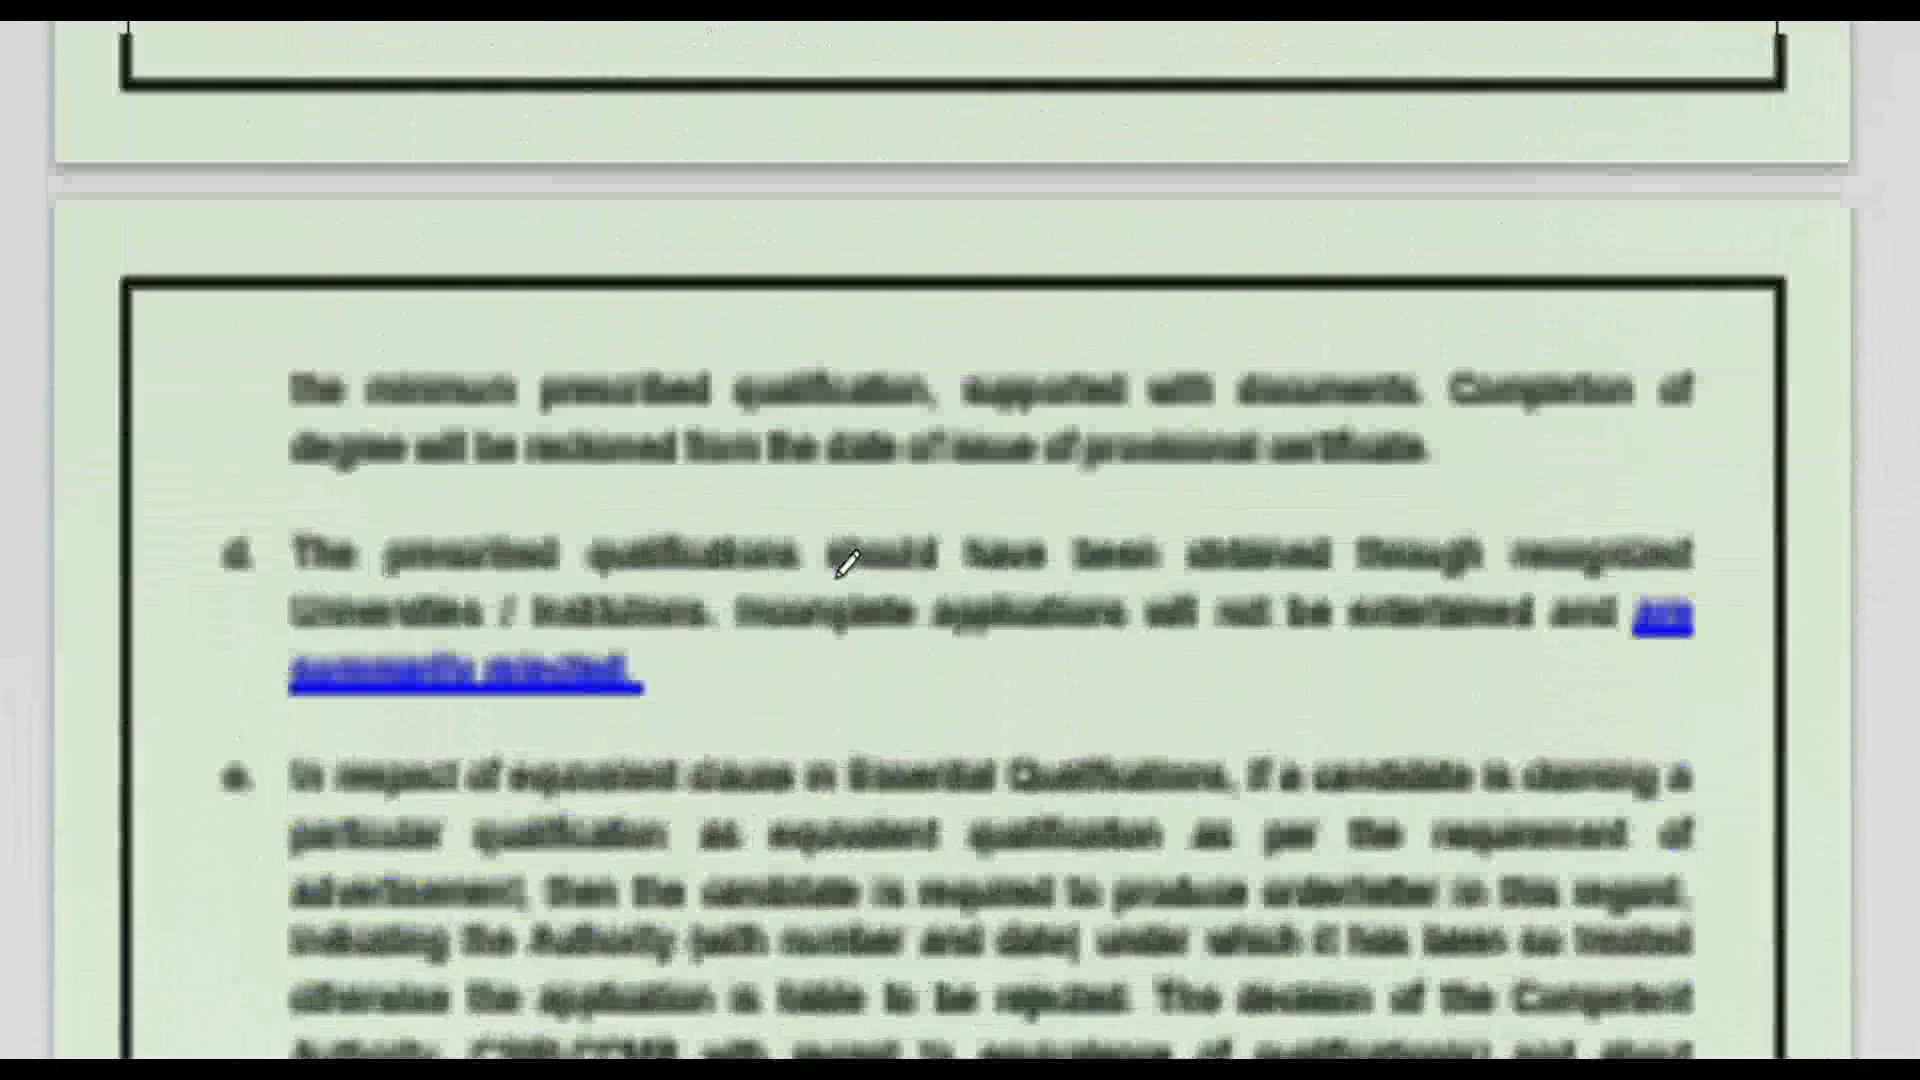 the minimum prescribed qualification, supported with documents. Completion of
degree will be reckoned from the date of issue of provisional certificate.
d. The prescribed qualifications should have been obtained through recognized
Universities / Institutions. Incomplete applications will not be entertained and
e. In respect of equivalent clause in Essential Qualifications, if a candidate is claiming a
particular qualification as equivalent qualification as per the requirement of
advertisement, then the candidate is required to produce order/letter in this regard,
indicating the Authority (with number and date) under which it has been so treated
otherwise the application is liable to be rejected. The decision of the Competent